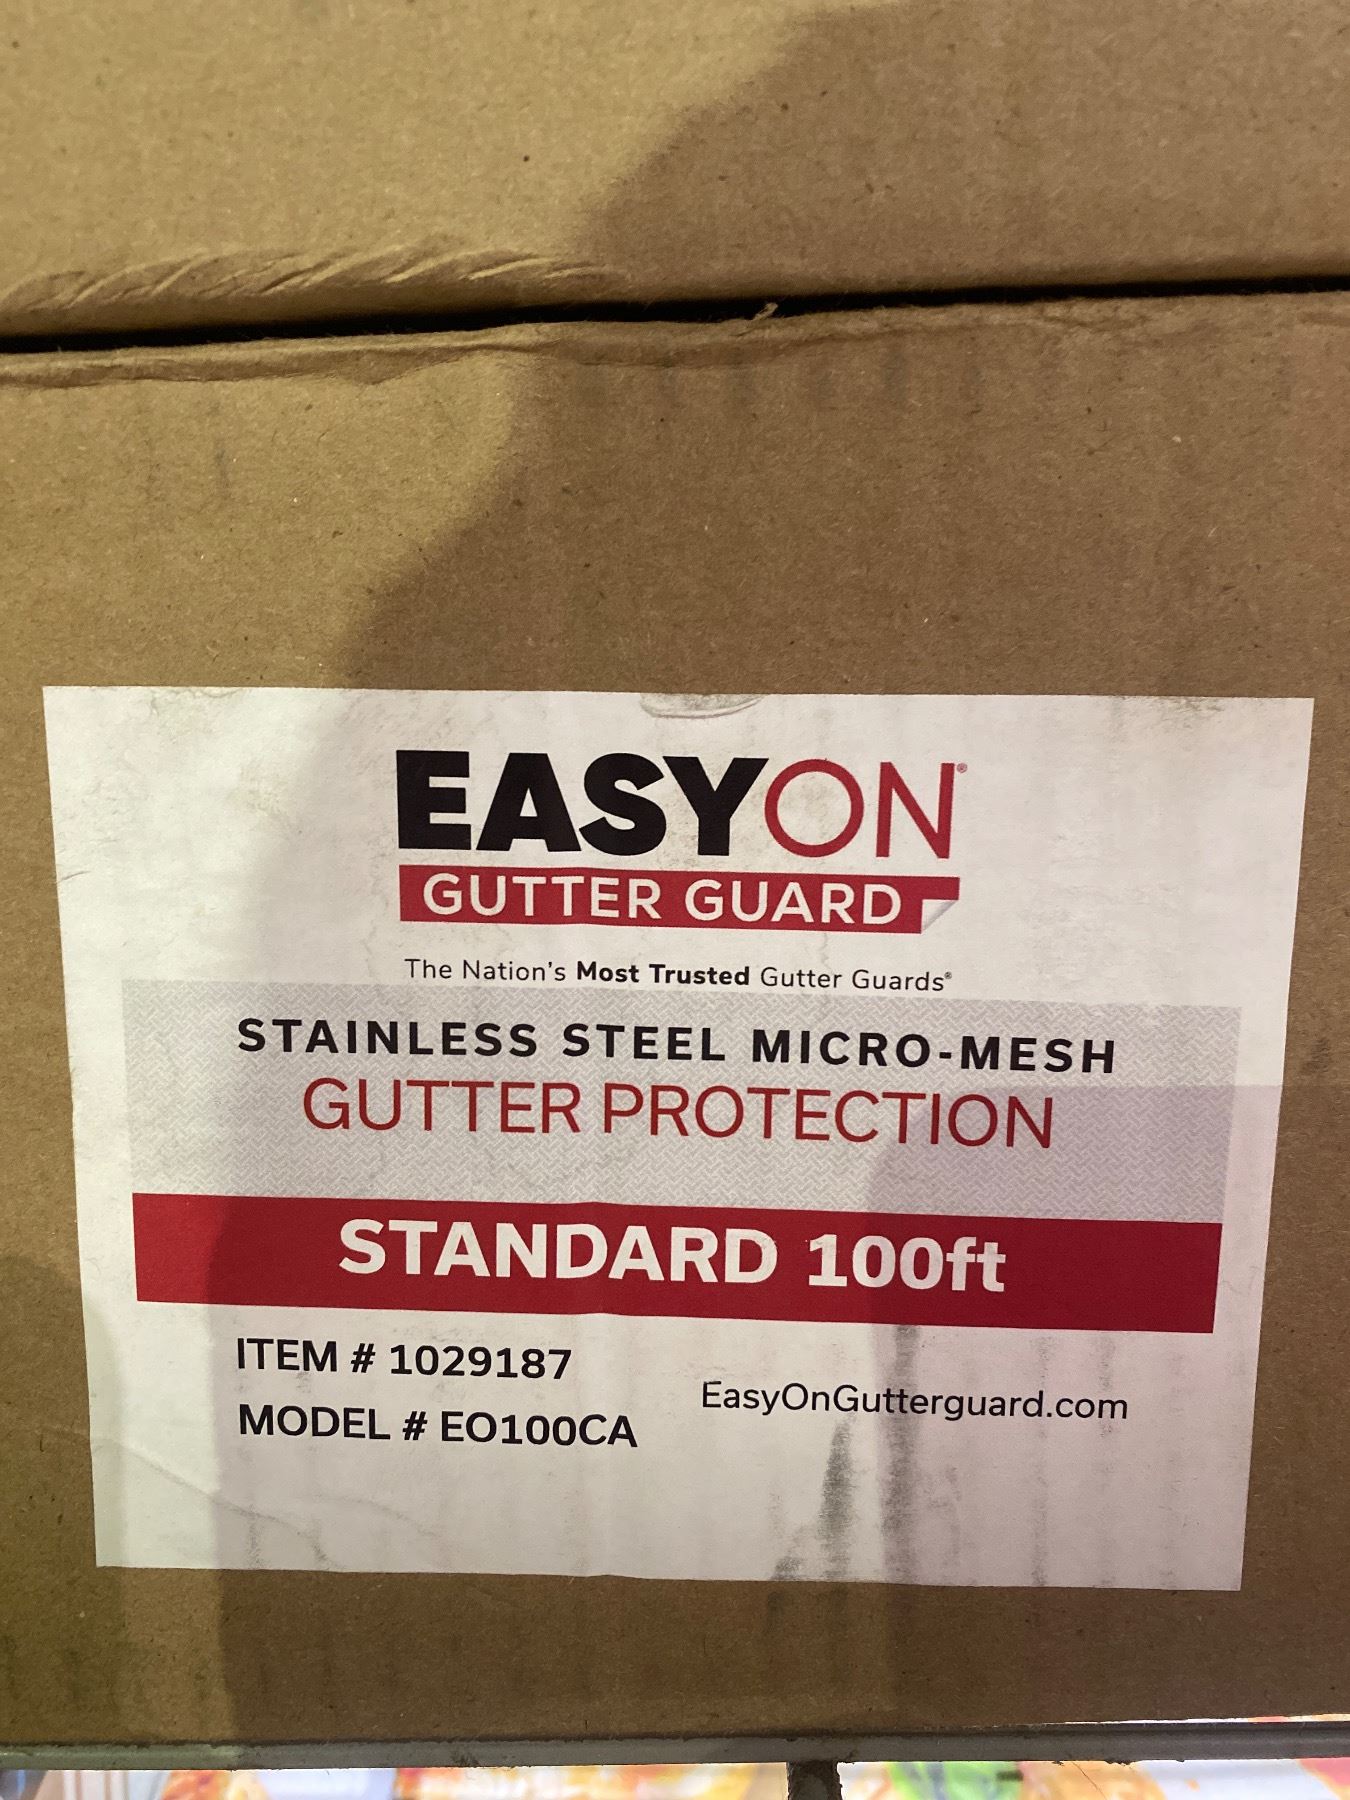 EASYON®
GUTTER GUARD
The Nation's Most Trusted Gutter Guards®
STAINLESS STEEL MICRO-MESH
GUTTER PROTECTION
STANDARD 100ft
ITEM # 1029187
MODEL # EO100CA
EasyOnGutterguard.com